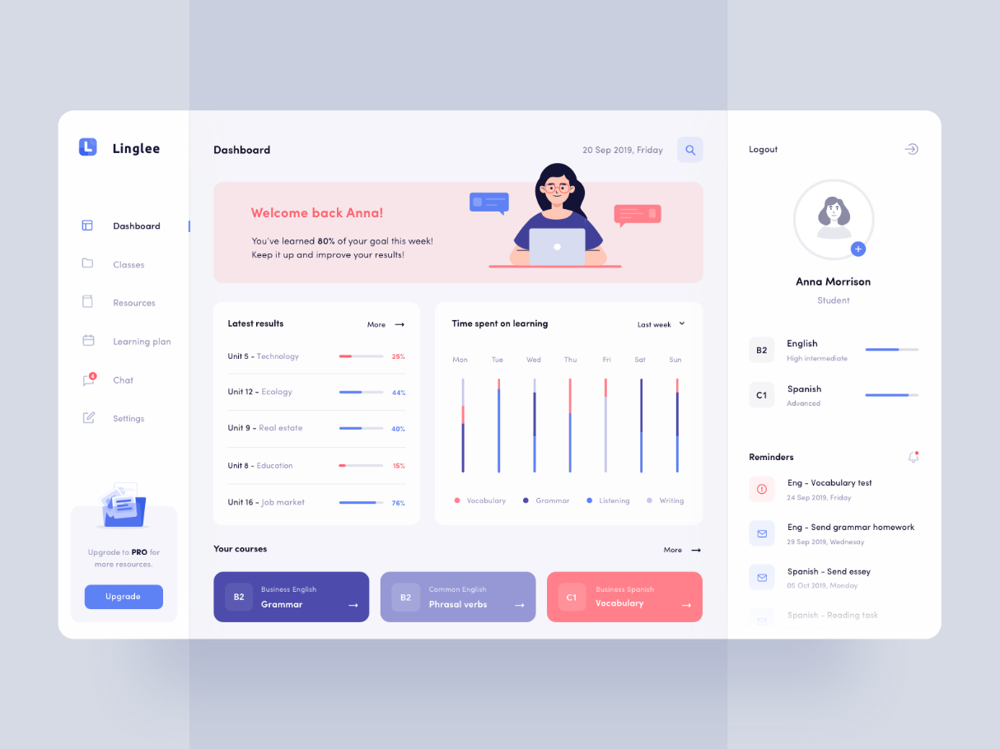 L Linglee
Dashboard
Classes
Resources
Learning plan
4
Chat
Settings
Upgrade to PRO for
more resources.
Upgrade
Dashboard
20 Sep 2019, Friday
Welcome back Anna!
You've learned 80% of your goal this week!
Keep it up and improve your results!
Latest results
More
Unit 5 - Technology 25%
Unit 12 - Ecology 44%
Unit 9 - Real estate 40%
Unit 8 - Education 15%
Unit 16 - Job market 76%
Time spent on learning
Last week
Mon Tue Wed Thu Fri Sat Sun
Vocabulary Grammar Listening Writing
Your courses
More
B2
Business English
Grammar
B2
Common English
Phrasal verbs
C1
Business Spanish
Vocabulary
Logout
Anna Morrison
Student
B2
English
High intermediate
C1
Spanish
Advanced
Reminders
Eng - Vocabulary test
24 Sep 2019, Friday
Eng - Send grammar homework
29 Sep 2019, Wednesay
Spanish - Send essey
05 Oct 2019, Monday
Spanish - Reading task